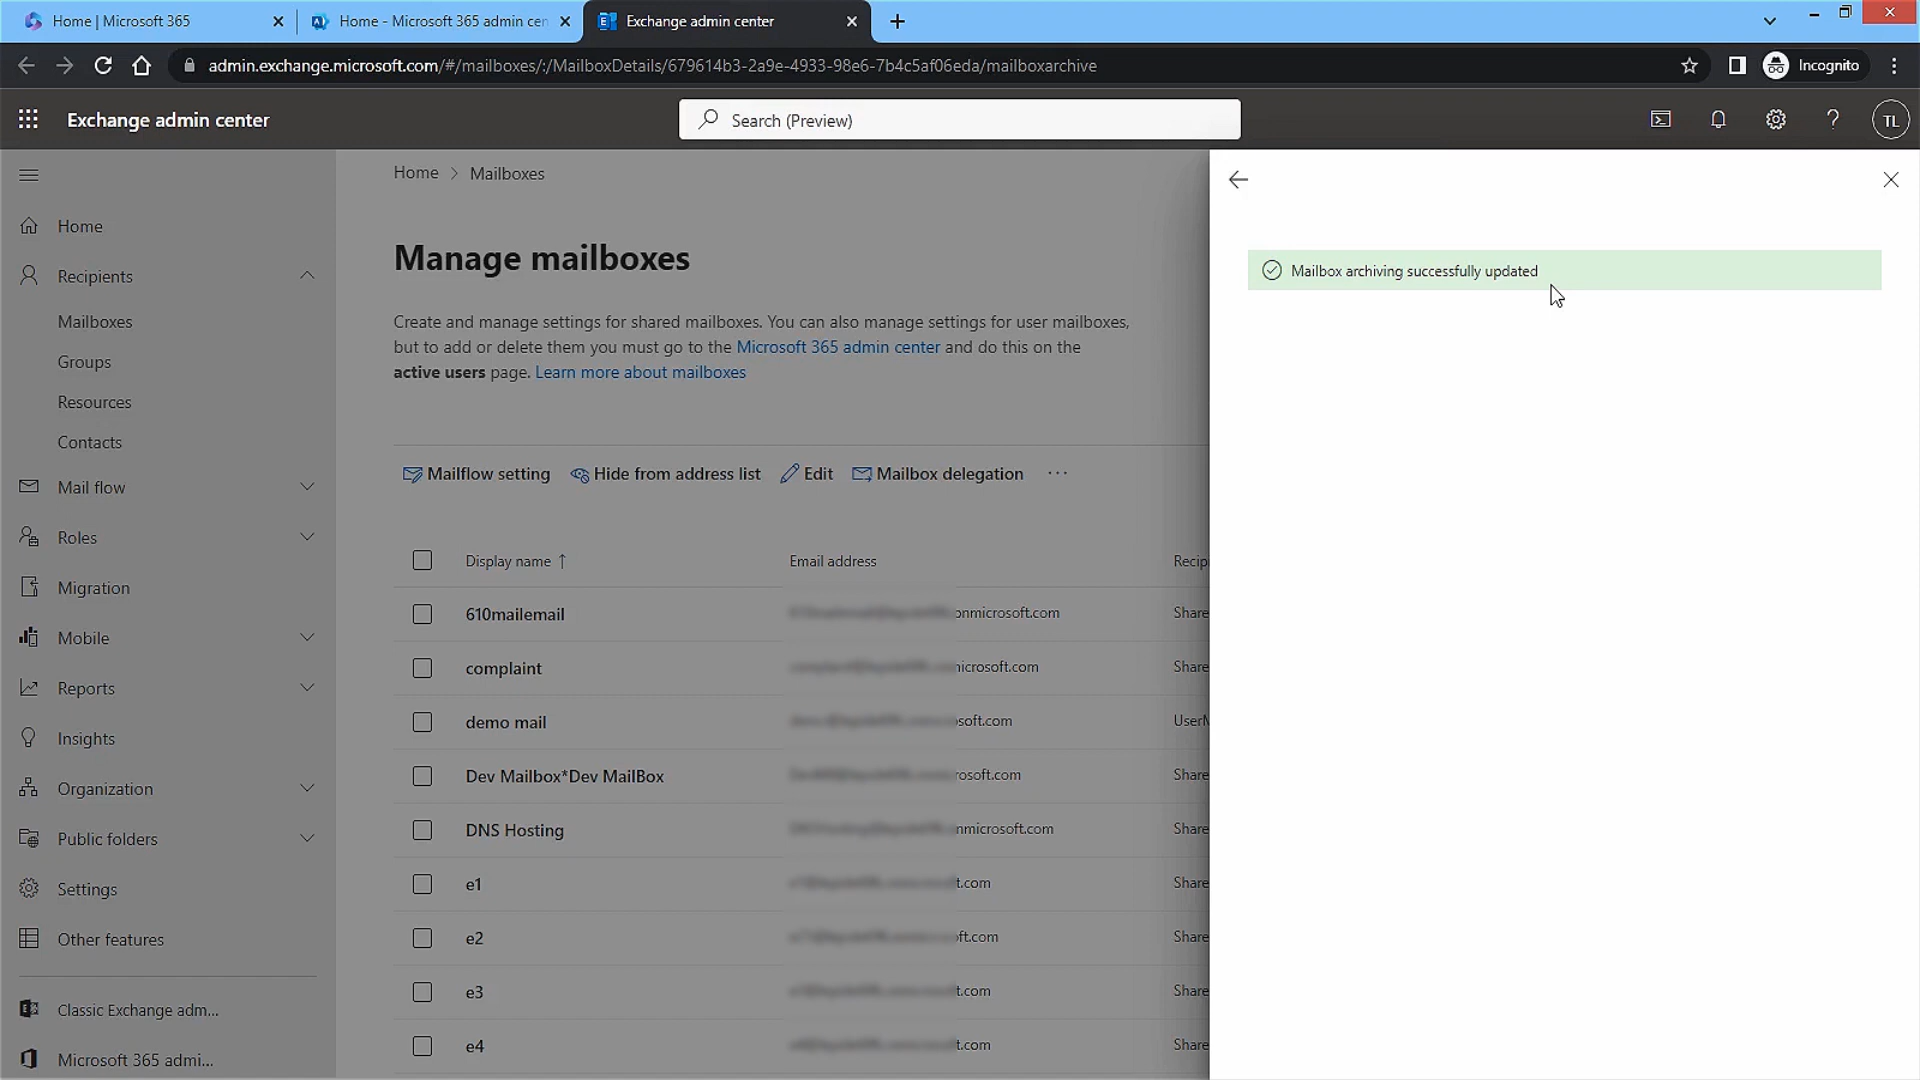 Home | Microsoft 365
Home - Microsoft 365 admin cen
Exchange admin center
admin.exchange.microsoft.com/#/mailboxes/:/MailboxDetails/679614b3-2a9e-4933-98e6-7b4c5af06eda/mailboxarchive
Incognito
Exchange admin center
Search (Preview)
TL
Home
Recipients
Mailboxes
Groups
Resources
Contacts
Mail flow
Roles
Migration
Mobile
Reports
Insights
Organization
Public folders
Settings
Other features
Classic Exchange adm...
Microsoft 365 admi...
Home > Mailboxes
Manage mailboxes
Create and manage settings for shared mailboxes. You can also manage settings for user mailboxes,
but to add or delete them you must go to the Microsoft 365 admin center and do this on the
active users page. Learn more about mailboxes
Mailflow setting Hide from address list Edit Mailbox delegation ...
Display name ↑ Email address Recip
610mailemail onmicrosoft.com Share
complaint microsoft.com Share
demo mail soft.com UserM
Dev Mailbox*Dev MailBox rosoft.com Share
DNS Hosting nmicrosoft.com Share
e1 t.com Share
e2 ft.com Share
e3 t.com Share
e4 t.com Share
Mailbox archiving successfully updated